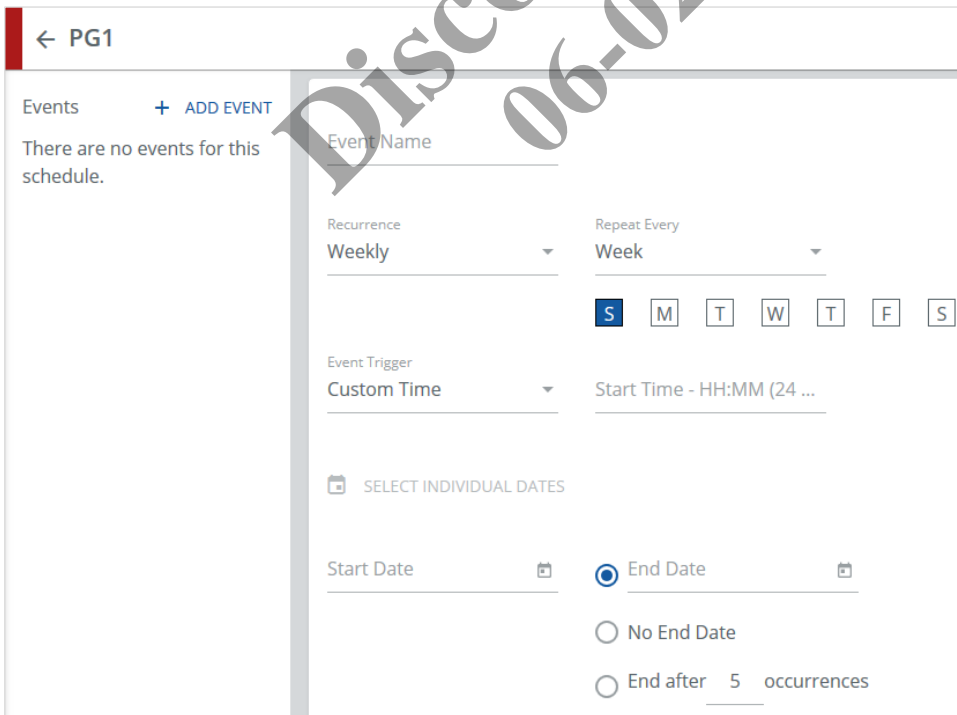 PG1
Events + ADD EVENT
There are no events for this
schedule.
Event Name
Recurrence
Weekly
Repeat Every
Week
S M T W T F S
Event Trigger
Custom Time
Start Time - HH:MM (24 ...
SELECT INDIVIDUAL DATES
Start Date
End Date
No End Date
End after 5 occurrences